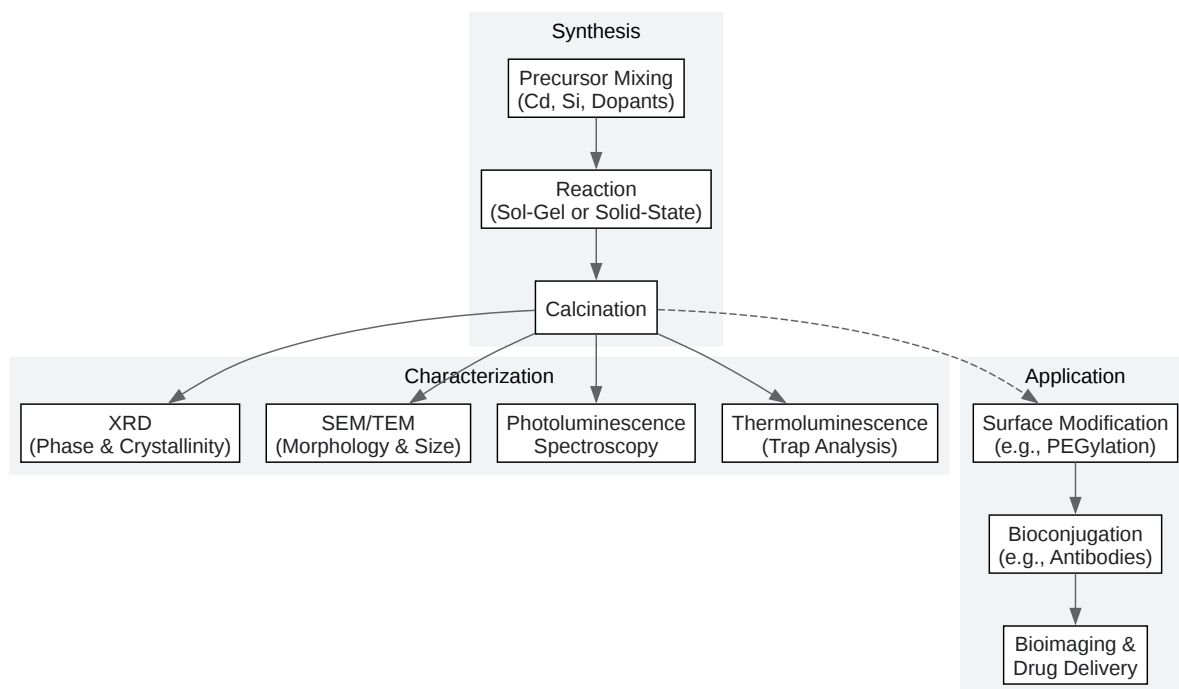 Synthesis
Precursor Mixing
(Cd, Si, Dopants)
Reaction
(Sol-Gel or Solid-State)
Calcination
Characterization
XRD
(Phase & Crystallinity)
SEM/TEM
(Morphology & Size)
Photoluminescence
Spectroscopy
Thermoluminescence
(Trap Analysis)
Application
Surface Modification
(e.g., PEGylation)
Bioconjugation
(e.g., Antibodies)
Bioimaging &
Drug Delivery